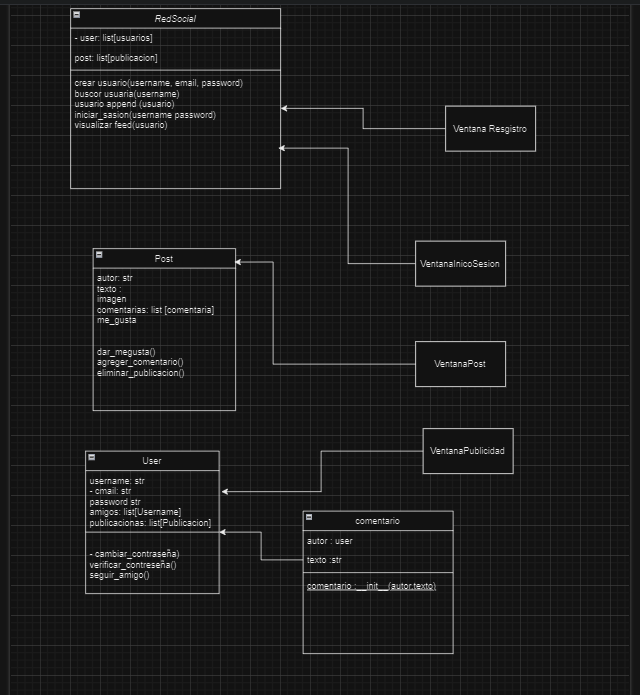 RedSocial
- user: list[usuarios]
post: list[publicacion]
crear usuario(username, email, password)
buscor usuaria(username)
usuario append (usuario)
iniciar_sasion(username password)
visualizar feed(usuario)
Ventana Resgistro
VentanaInicoSesion
Post
autor: str
texto :
imagen
comentarias: list [comentaria]
me_gusta
dar_megusta()
agreger_comentario()
eliminar_publicacion()
VentanaPost
VentanaPublicidad
User
username: str
- cmail: str
password str
amigos: list[Username]
publicacionas: list[Publicacion]
- cambiar_contraseña)
verificar_contreseña()
seguir_amigo()
comentario
autor : user
texto :str
comentario :__init__(autor.texto)